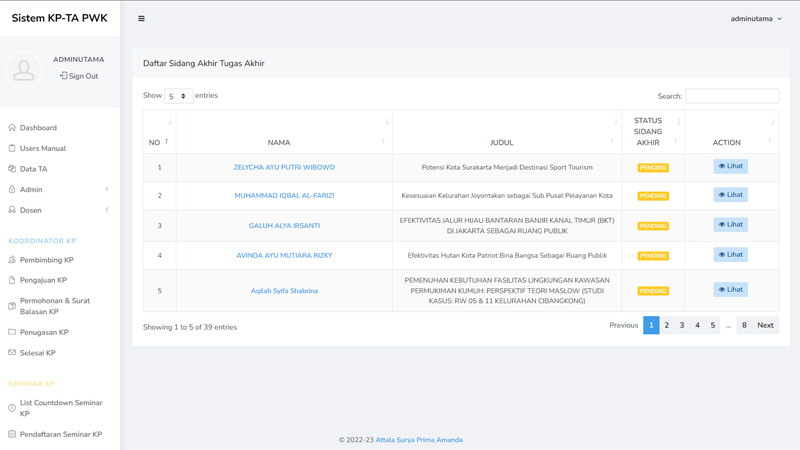 Sistem KP-TA PWK
adminutama
ADMINUTAMA
Sign Out
Dashboard
Users Manual
Data TA
Admin
Dosen
KOORDINATOR KP
Pembimbing KP
Pengajuan KP
Permohonan & Surat
Balasan KP
Penugasan KP
Selesai KP
SEMINAR KP
List Countdown Seminar
KP
Pendaftaran Seminar KP
Daftar Sidang Akhir Tugas Akhir
Show 5 entries
Search:
NO NAMA JUDUL STATUS SIDANG AKHIR ACTION
1 ZELYCHA AYU PUTRI WIBOWO Potensi Kota Surakarta Menjadi Destinasi Sport Tourism PENDING Lihat
2 MUHAMMAD IQBAL AL-FARIZI Kesesuaian Kelurahan Joyontakan sebagai Sub Pusat Pelayanan Kota PENDING Lihat
3 GALUH ALYA IRSANTI EFEKTIVITAS JALUR HIJAU BANTARAN BANJIR KANAL TIMUR (BKT)
DI JAKARTA SEBAGAI RUANG PUBLIK PENDING Lihat
4 AVINDA AYU MUTIARA RIZKY Efektivitas Hutan Kota Patriot Bina Bangsa Sebagai Ruang Publik PENDING Lihat
5 Aqilah Syifa Shabrina PEMENUHAN KEBUTUHAN FASILITAS LINGKUNGAN KAWASAN
PERMUKIMAN KUMUH: PERSPEKTIF TEORI MASLOW (STUDI
KASUS: RW 05 & 11 KELURAHAN CIBANGKONG) PENDING Lihat
Showing 1 to 5 of 39 entries
Previous 1 2 3 4 5 ... 8 Next
© 2022-23 Attala Surya Prima Amanda